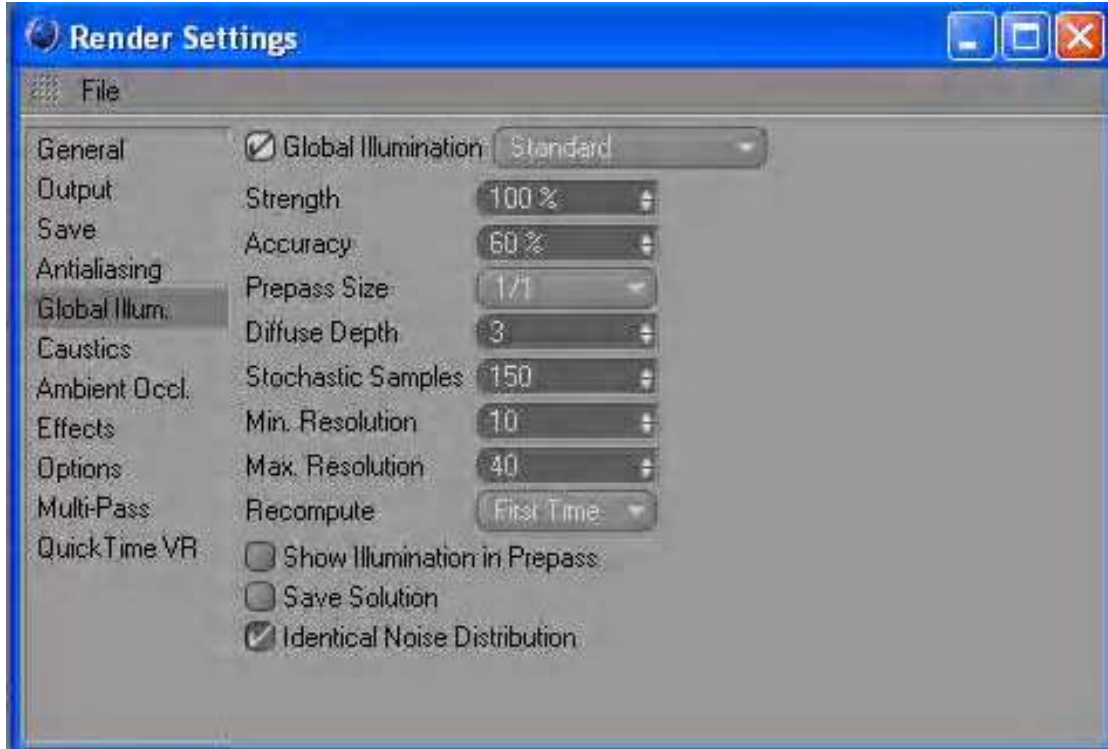 Render Settings
File
General
Output
Save
Antialiasing
Global Illum.
Caustics
Ambient Occl.
Effects
Options
Multi-Pass
QuickTime VR
Global Illumination Standard
Strength 100 %
Accuracy 60 %
Prepass Size 1/1
Diffuse Depth 3
Stochastic Samples 150
Min. Resolution 10
Max. Resolution 40
Recompute First Time
Show Illumination in Prepass
Save Solution
Identical Noise Distribution